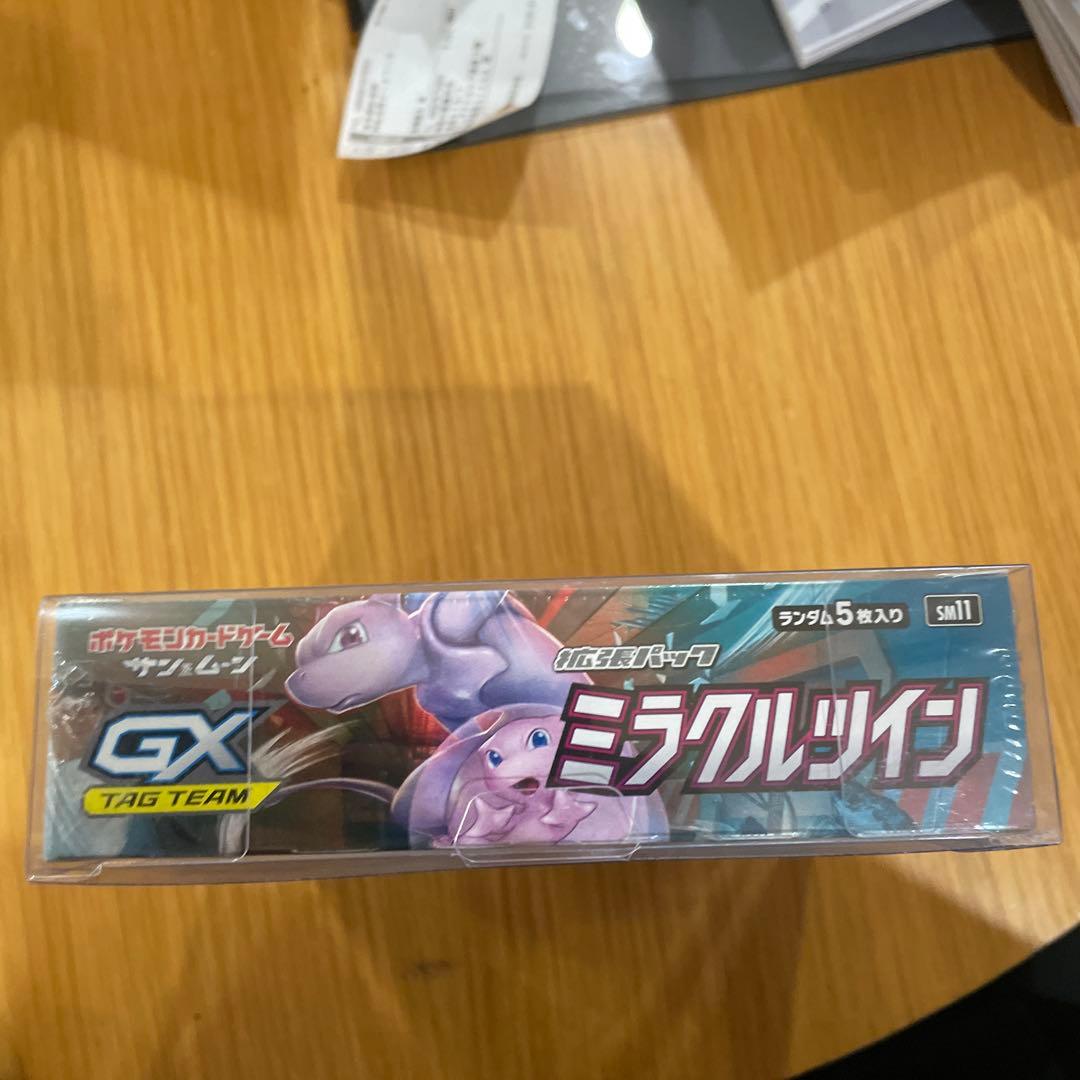 ポケモンカードゲーム
サン&ムーン
GX
TAG TEAM
拡張パック
ミラクルツイン
ランダム5枚入り
SM11